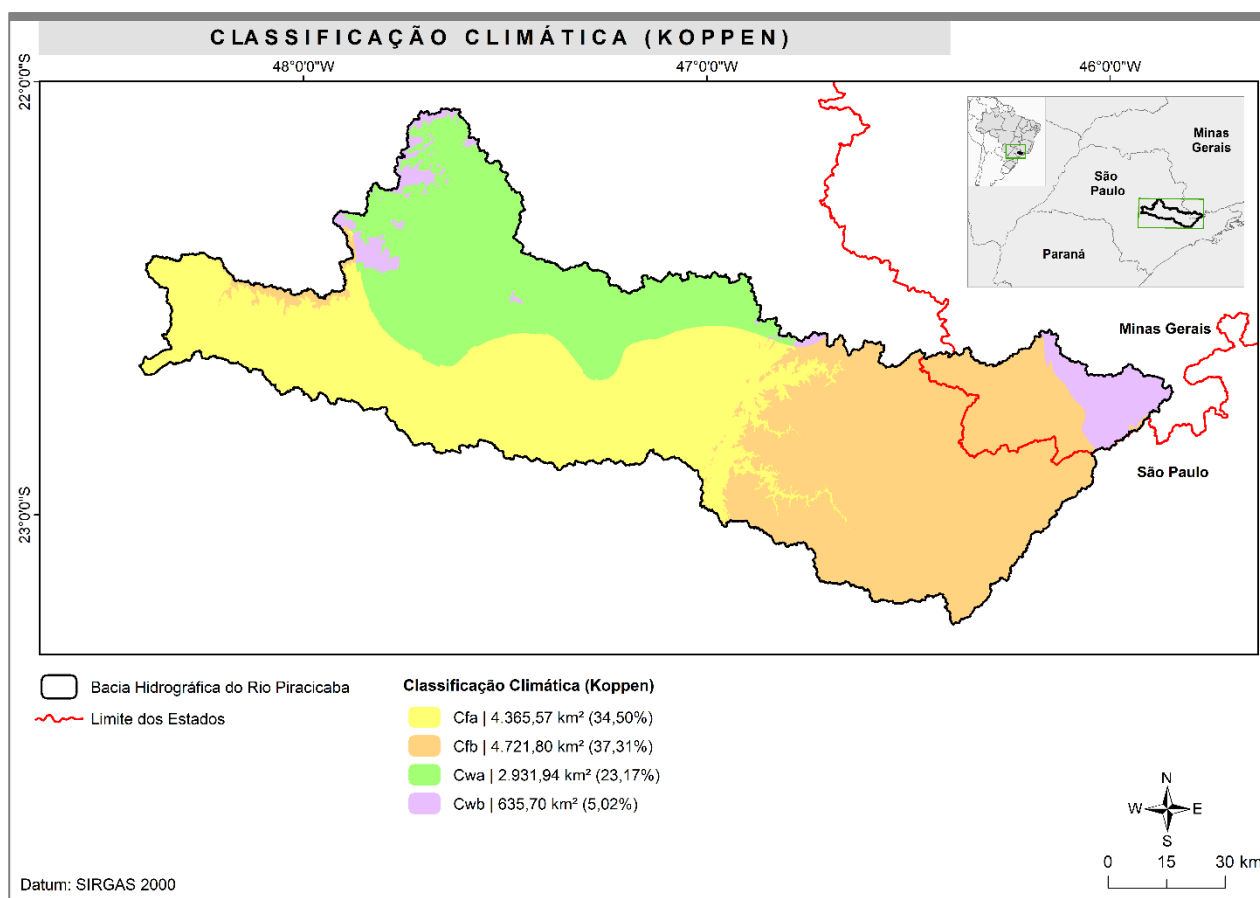 CLASSIFICAÇÃO CLIMÁTICA (KOPPEN)
48°0'0"W
47°0'0"W
46°0'0"W
22°0'0"S
23°0'0"S
Minas
Gerais
São
Paulo
Paraná
Minas Gerais
São Paulo
Bacia Hidrográfica do Rio Piracicaba
Limite dos Estados
Classificação Climática (Koppen)
Cfa | 4.365,57 km² (34,50%)
Cfb | 4.721,80 km² (37,31%)
Cwa | 2.931,94 km² (23,17%)
Cwb | 635,70 km² (5,02%)
N
W E
S
0 15 30 km
Datum: SIRGAS 2000